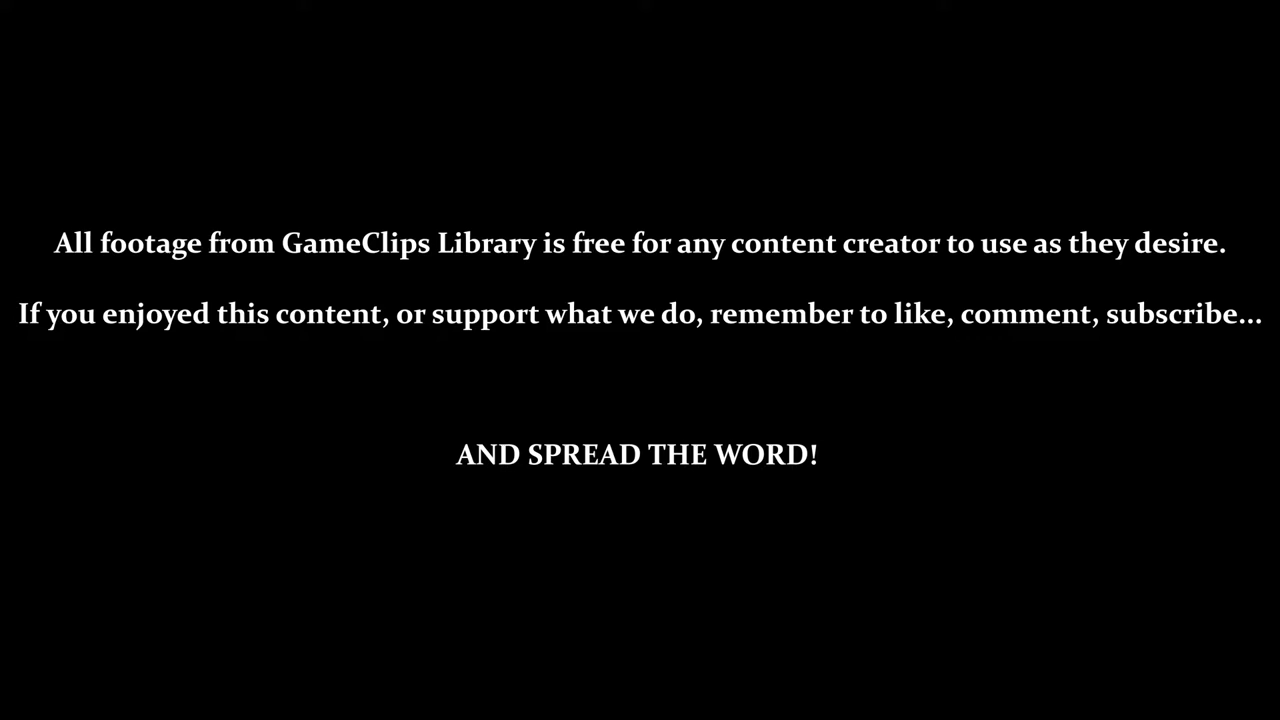 All footage from GameClips Library is free for any content creator to use as they desire.
If you enjoyed this content, or support what we do, remember to like, comment, subscribe...
AND SPREAD THE WORD!